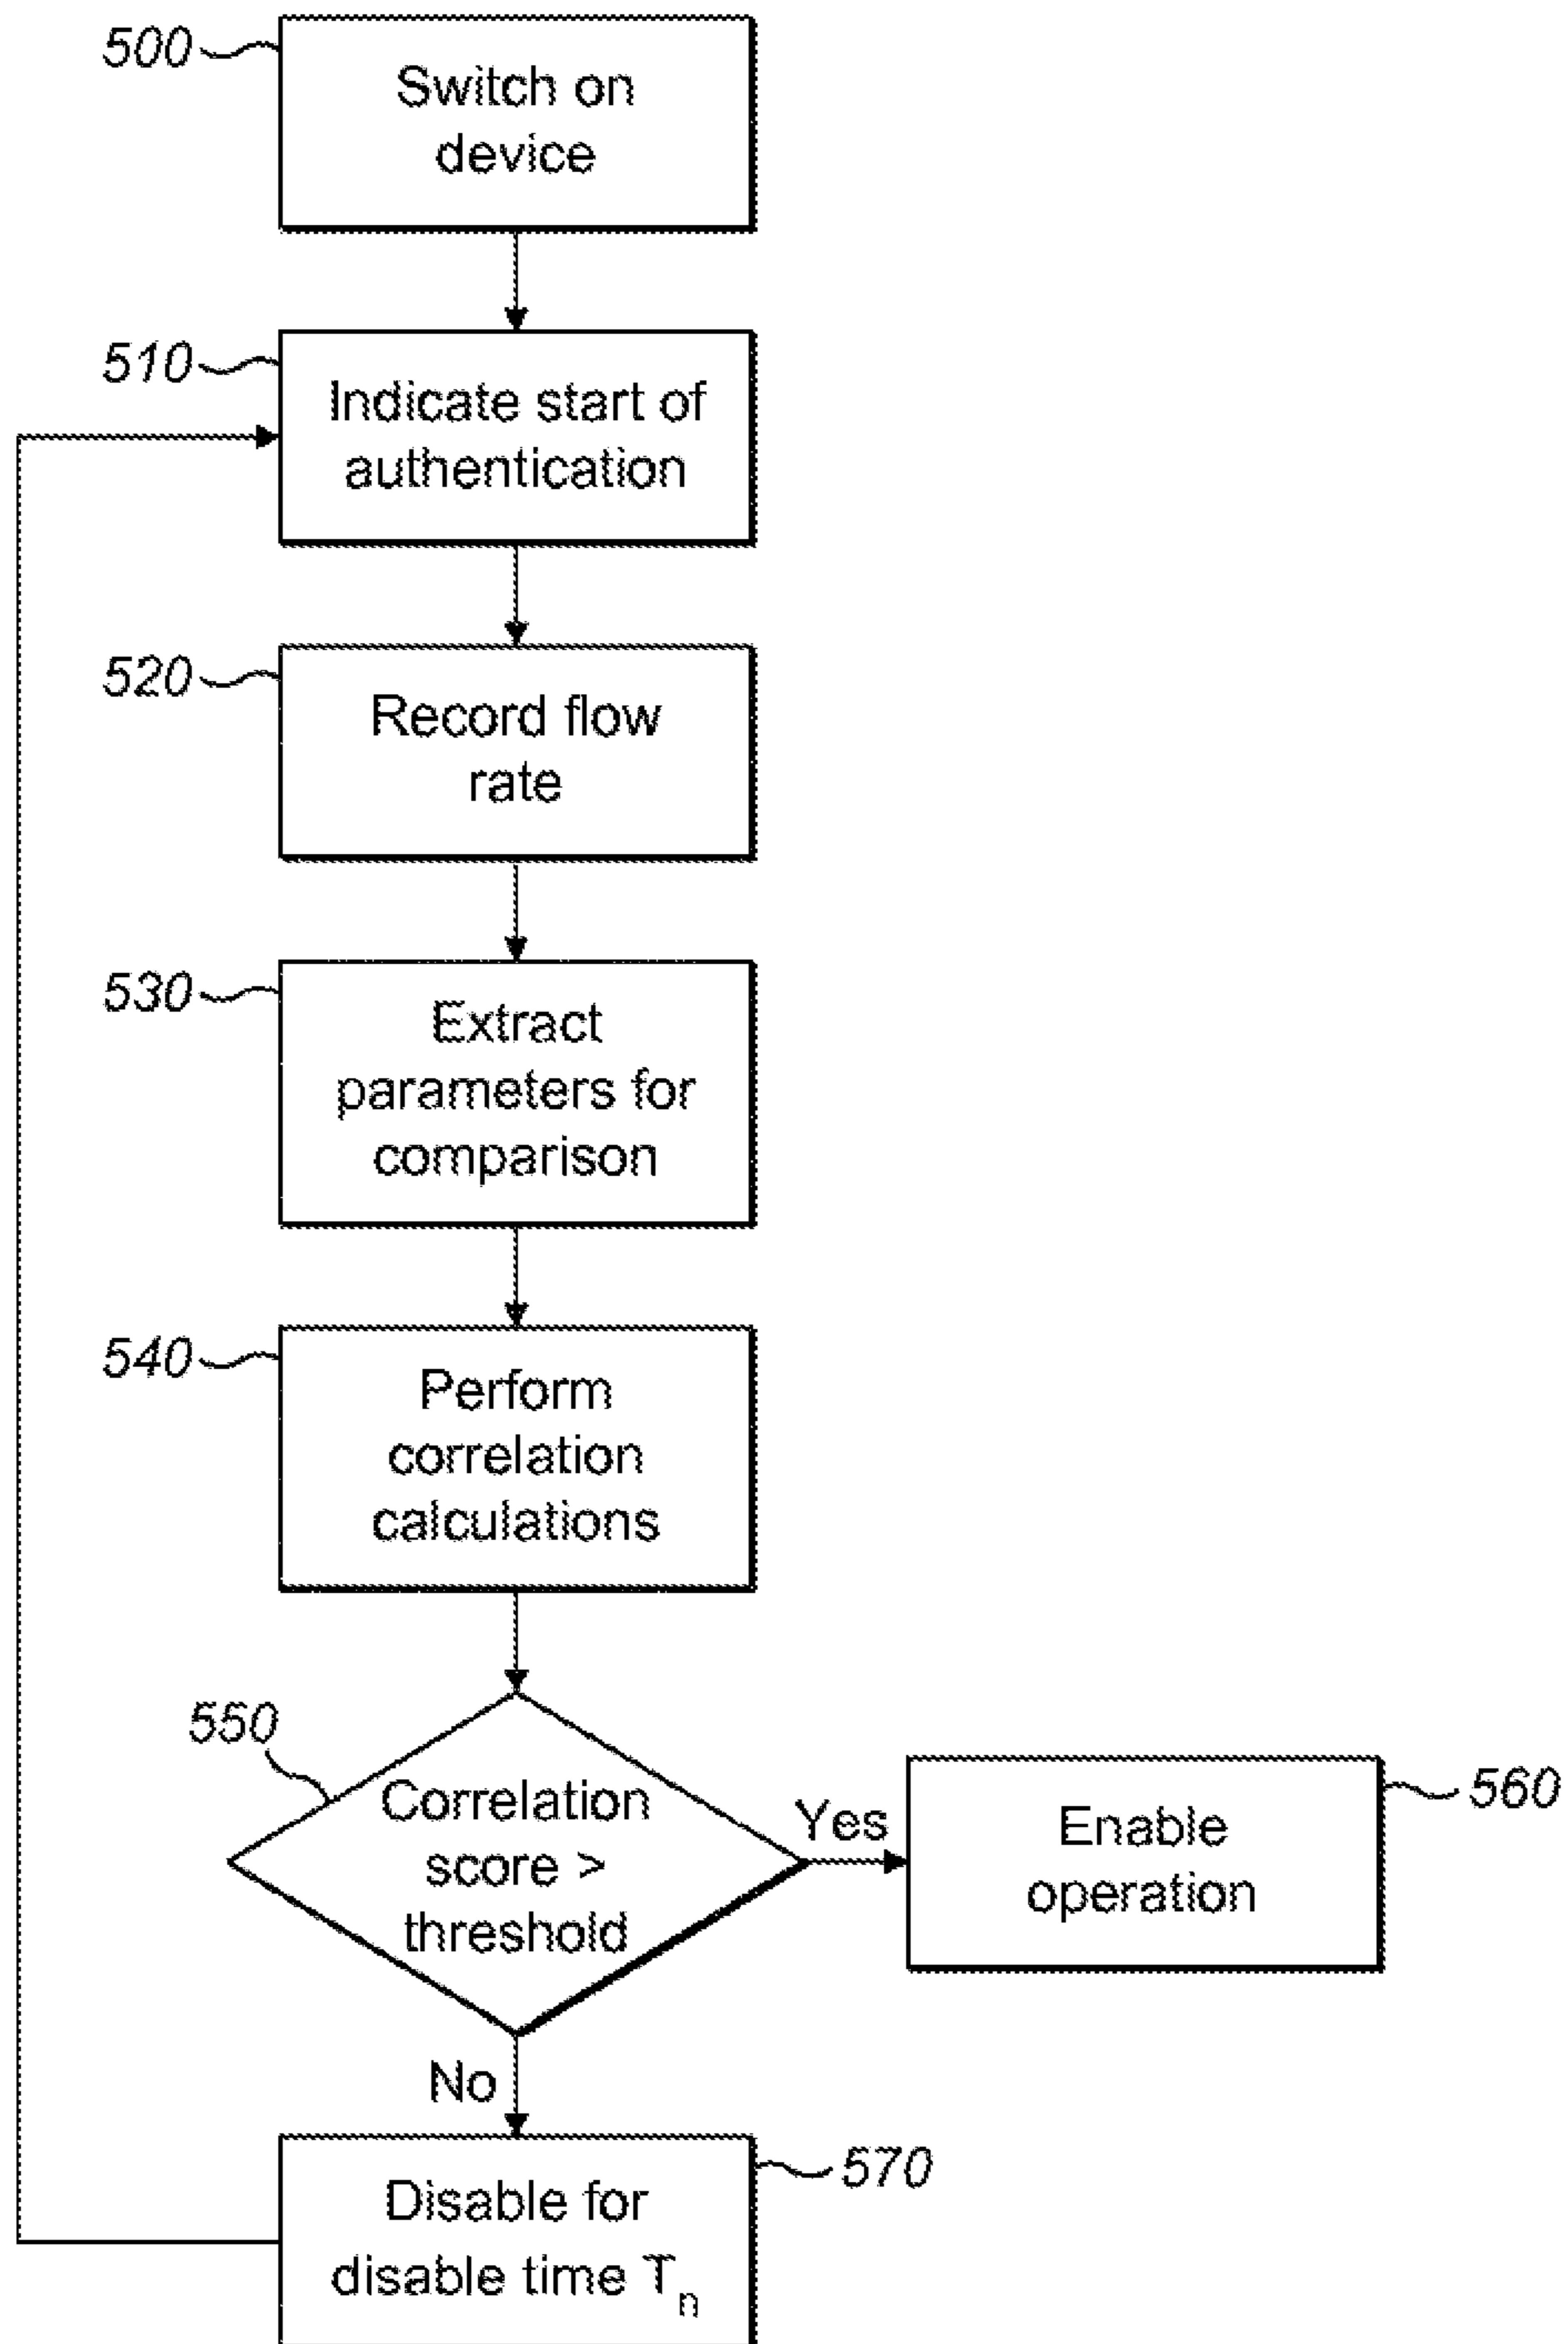 500
Switch on
device
510
Indicate start of
authentication
520
Record flow
rate
530
Extract
parameters for
comparison
540
Perform
correlation
calculations
550
Correlation
score >
threshold
Yes
Enable
operation
560
No
Disable for
disable time Tn
570